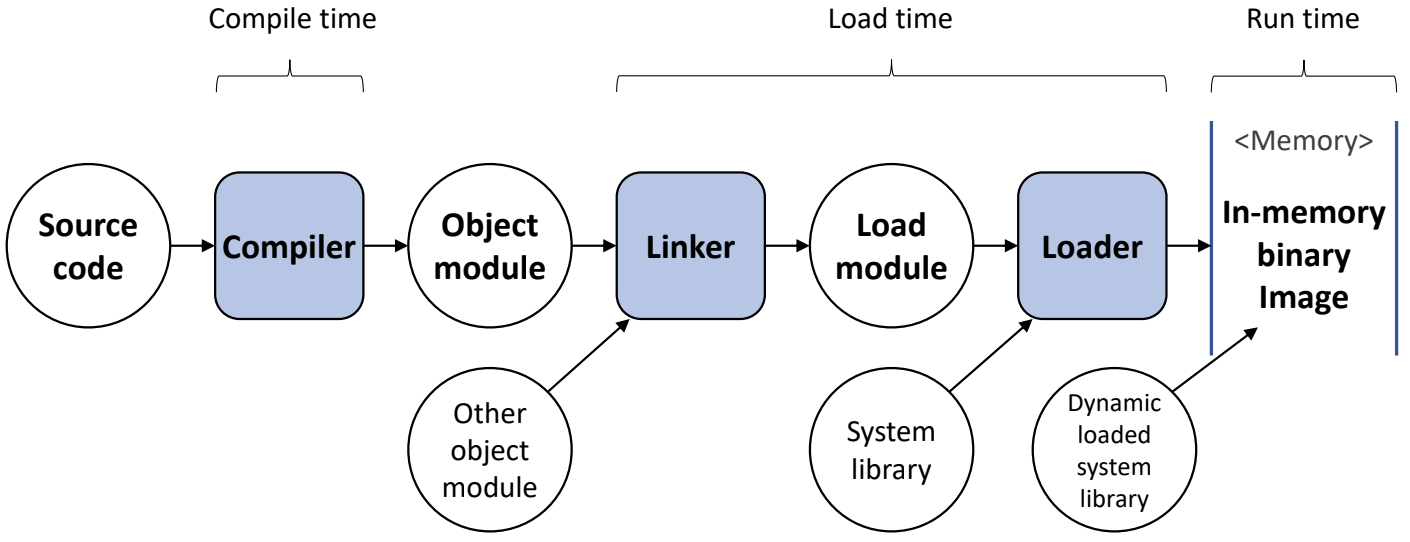 Compile time
Load time
Run time
<Memory>
Source
code
Compiler
Object
module
Linker
Load
module
Loader
In-memory
binary
Image
Other
object
module
System
library
Dynamic
loaded
system
library